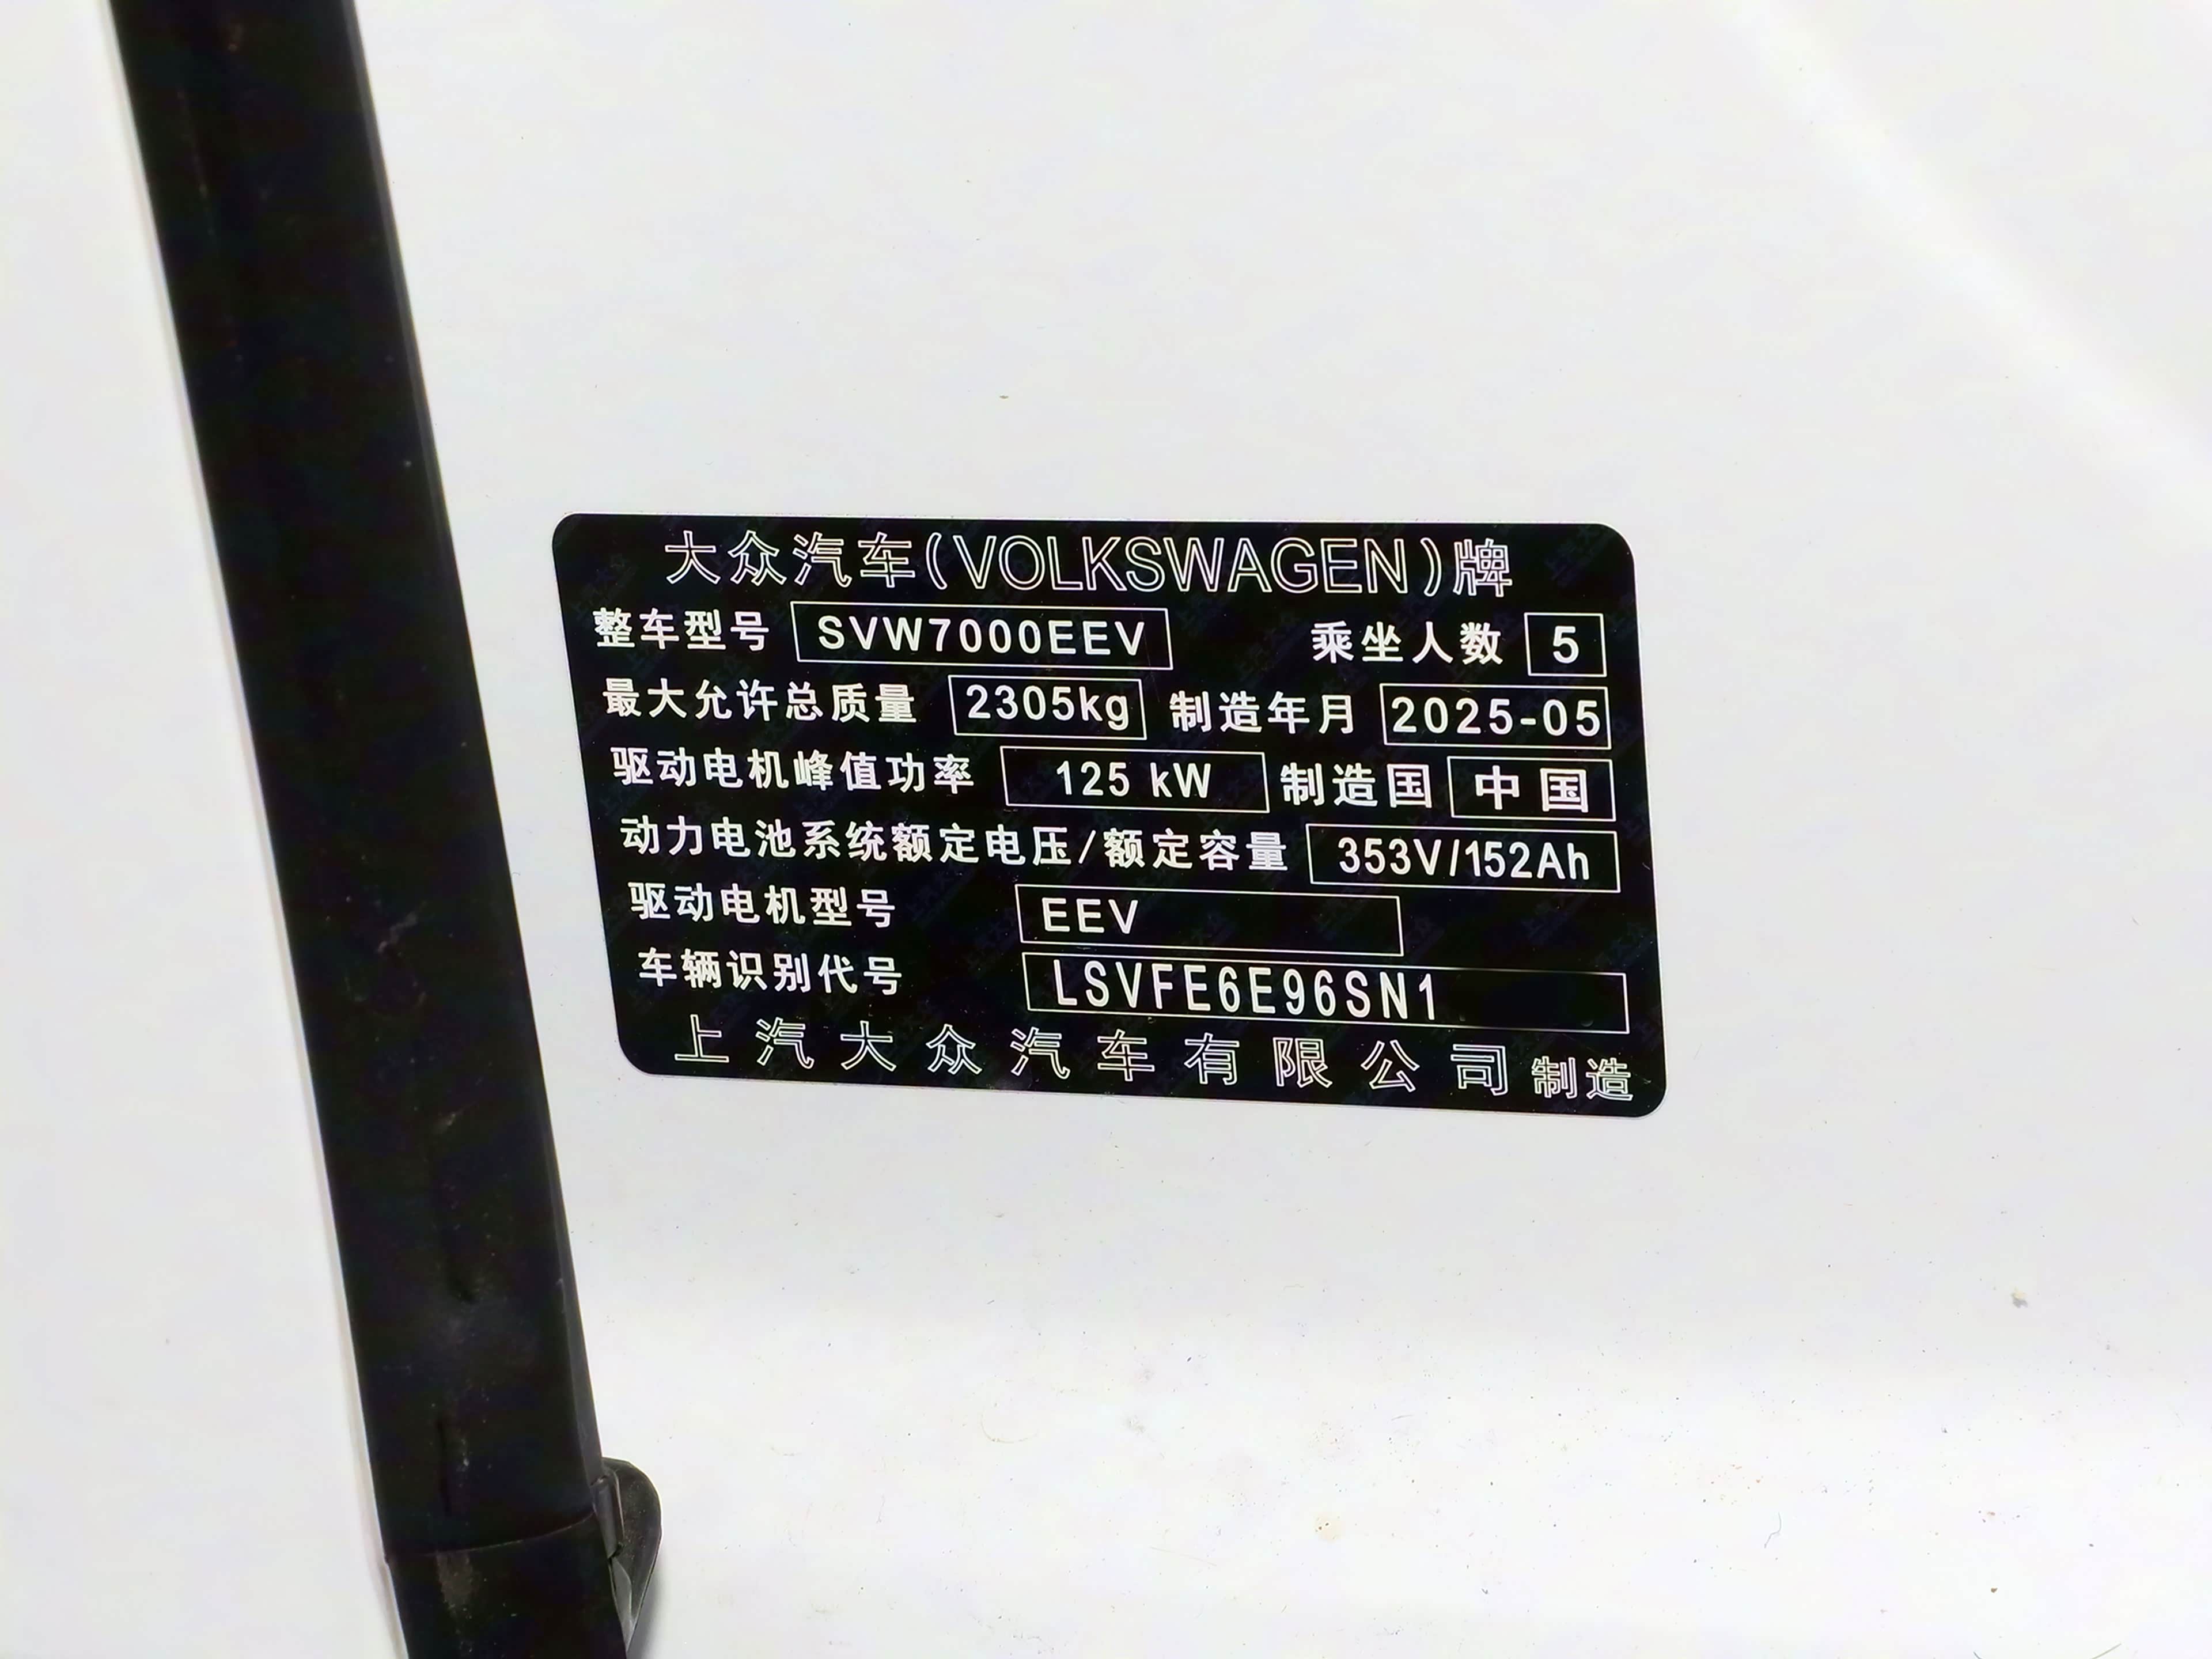 大众汽车(VOLKSWAGEN)牌
整车型号 SVW7000EEV 乘坐人数 5
最大允许总质量 2305kg 制造年月 2025-05
驱动电机峰值功率 125 kW 制造国 中国
动力电池系统额定电压/额定容量 353V/152Ah
驱动电机型号 EEV
车辆识别代号 LSVFE6E96SN1
上汽大众汽车有限公司制造